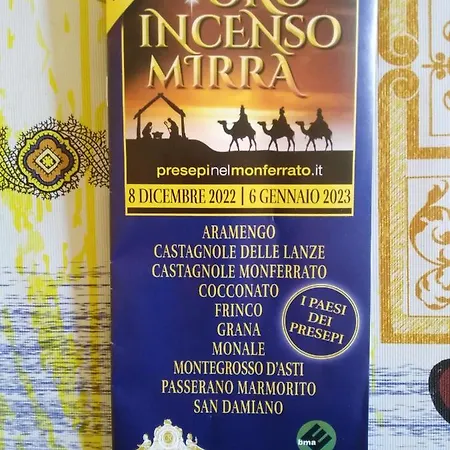 ORO
INCENSO
MIRRA
presepinelmonferrato.it
8 DICEMBRE 2022 | 6 GENNAIO 2023
ARAMENGO
CASTAGNOLE DELLE LANZE
CASTAGNOLE MONFERRATO
COCCONATO
FRINCO
GRANA
MONALE
MONTEGROSSO D'ASTI
PASSERANO MARMORITO
SAN DAMIANO
I PAESI
DEI
PRESEPI
bma